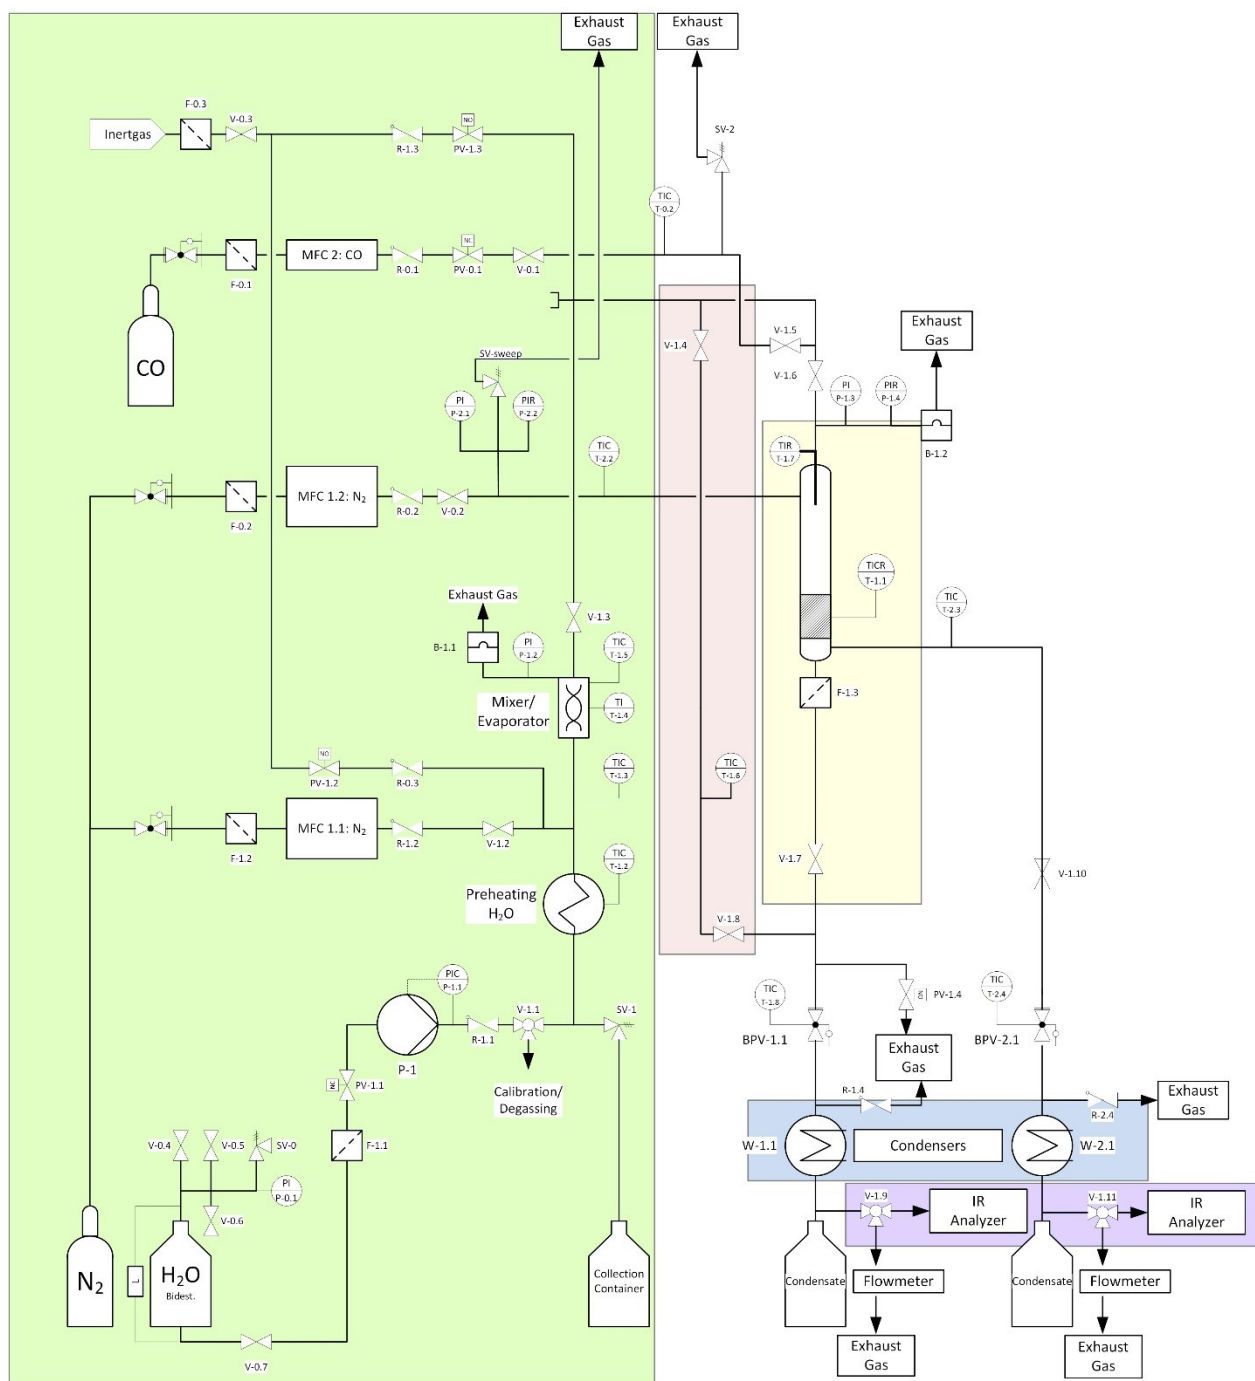 Exhaust
Gas
Exhaust
Gas
F-0.3
V-0.3
NO
Inertgas
R-1.3
PV-1.3
SV-2
TIC
T-0.2
NC
MFC 2: CO
F-0.1
R-0.1
PV-0.1
V-0.1
CO
V-1.5
V-1.4
V-1.6
Exhaust
Gas
SV-sweep
PI
P-2.1
PIR
P-2.2
PI
P-1.3
PIR
P-1.4
B-1.2
TIC
T-2.2
TIR
T-1.7
MFC 1.2: N₂
F-0.2
R-0.2
V-0.2
TICR
T-1.1
Exhaust Gas
V-1.3
TIC
T-2.3
B-1.1
PI
P-1.2
TIC
T-1.5
Mixer/
Evaporator
TI
T-1.4
F-1.3
NO
PV-1.2
R-0.3
TIC
T-1.3
TIC
T-1.6
MFC 1.1: N₂
F-1.2
R-1.2
V-1.2
TIC
T-1.2
V-1.7
V-1.10
Preheating
H₂O
V-1.8
PIC
P-1.1
P-1
R-1.1
V-1.1
SV-1
TIC
T-1.8
NO
PV-1.4
TIC
T-2.4
BPV-1.1
BPV-2.1
Exhaust
Gas
Calibration/
Degassing
NC
PV-1.1
R-1.4
R-2.4
Exhaust
Gas
V-0.4
V-0.5
SV-0
F-1.1
W-1.1
Condensers
W-2.1
PI
P-0.1
V-0.6
V-1.9
IR
Analyzer
V-1.11
IR
Analyzer
N₂
L
H₂O
Bidest.
Collection
Container
Condensate
Flowmeter
Condensate
Flowmeter
V-0.7
Exhaust
Gas
Exhaust
Gas